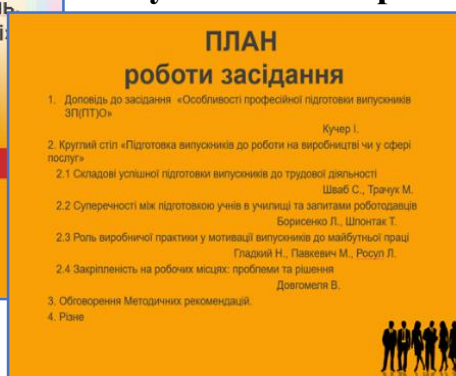 ПЛАН
роботи засідання
1. Доповідь до засідання «Особливості професійної підготовки випускників
ЗП(ПТ)О»
Кучер І.
2. Круглий стіл «Підготовка випускників до роботи на виробництві чи у сфері
послуг»
2.1 Складові успішної підготовки випускників до трудової діяльності
Шваб С., Трачук М.
2.2 Суперечності між підготовкою учнів в училищі та запитами роботодавців
Борисенко Л., Шпонтак Т.
2.3 Роль виробничої практики у мотивації випускників до майбутньої праці
Гладкий Н., Павкевич М., Росул Л.
2.4 Закріпленість на робочих місцях: проблеми та рішення
Довгомеля В.
3. Обговорення Методичних рекомендацій.
4. Різне